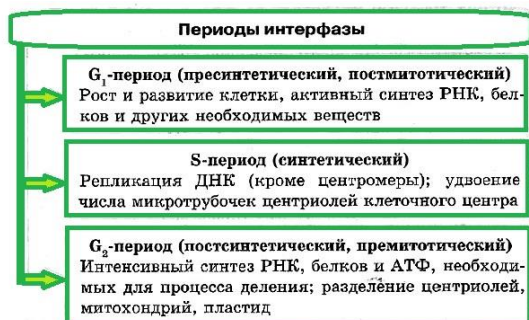 Периоды интерфазы
G₁-период (пресинтетический, постмитотический)
Рост и развитие клетки, активный синтез РНК, бел-
ков и других необходимых веществ
S-период (синтетический)
Репликация ДНК (кроме центромеры); удвоение
числа микротрубочек центриолей клеточного центра
G₂-период (постсинтетический, премитотический)
Интенсивный синтез РНК, белков и АТФ, необходи-
мых для процесса деления; разделение центриолей,
митохондрий, пластид